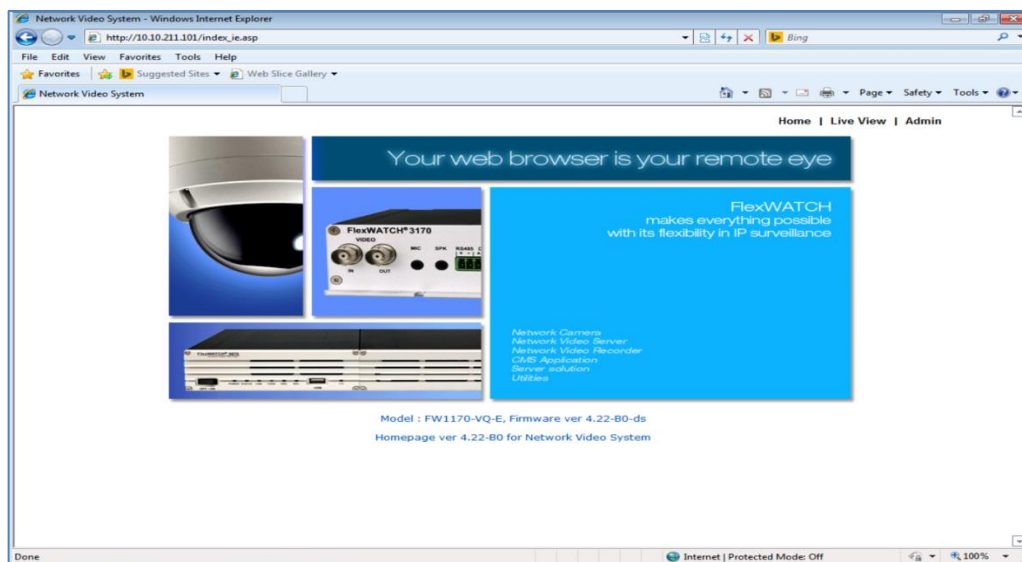 Network Video System - Windows Internet Explorer
http://10.10.211.101/index_ie.asp
Bing
File Edit View Favorites Tools Help
Favorites Suggested Sites Web Slice Gallery
Network Video System
Page Safety Tools
Home | Live View | Admin
Your web browser is your remote eye
FlexWATCH
makes everything possible
with its flexibility in IP surveillance
FlexWATCH® 3170
VIDEO
MIC SPK RS485
IN OUT
Network Camera
Network Video Server
Network Video Recorder
CMS Application
Server solution
Utilities
Model : FW1170-VQ-E, Firmware ver 4.22-B0-ds
Homepage ver 4.22-B0 for Network Video System
Done
Internet | Protected Mode: Off
100%